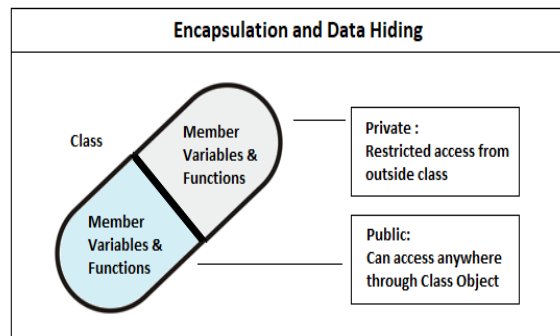 Encapsulation and Data Hiding
Class
Member
Variables &
Functions
Member
Variables &
Functions
Private :
Restricted access from
outside class
Public:
Can access anywhere
through Class Object